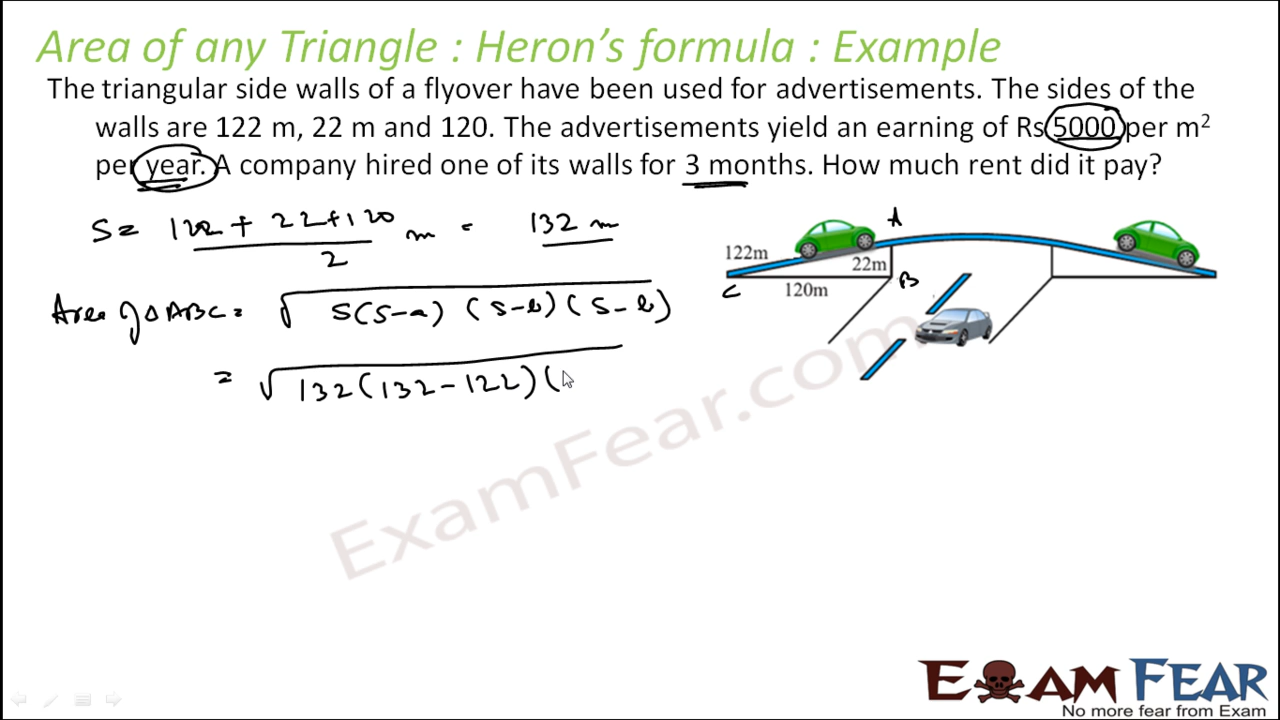 Area of any Triangle : Heron's formula : Example
The triangular side walls of a flyover have been used for advertisements. The sides of the
walls are 122 m, 22 m and 120. The advertisements yield an earning of Rs 5000 per m²
per year. A company hired one of its walls for 3 months. How much rent did it pay?
S = 122 + 22 + 120 m = 132 m
2
A
122m
22m
C
120m
B
Area of Δ ABC = √ S(S-a) (S-b) (S-b)
= √ 132 (132 - 122) (
ExamFear.com
EXAM FEAR
No more fear from Exam